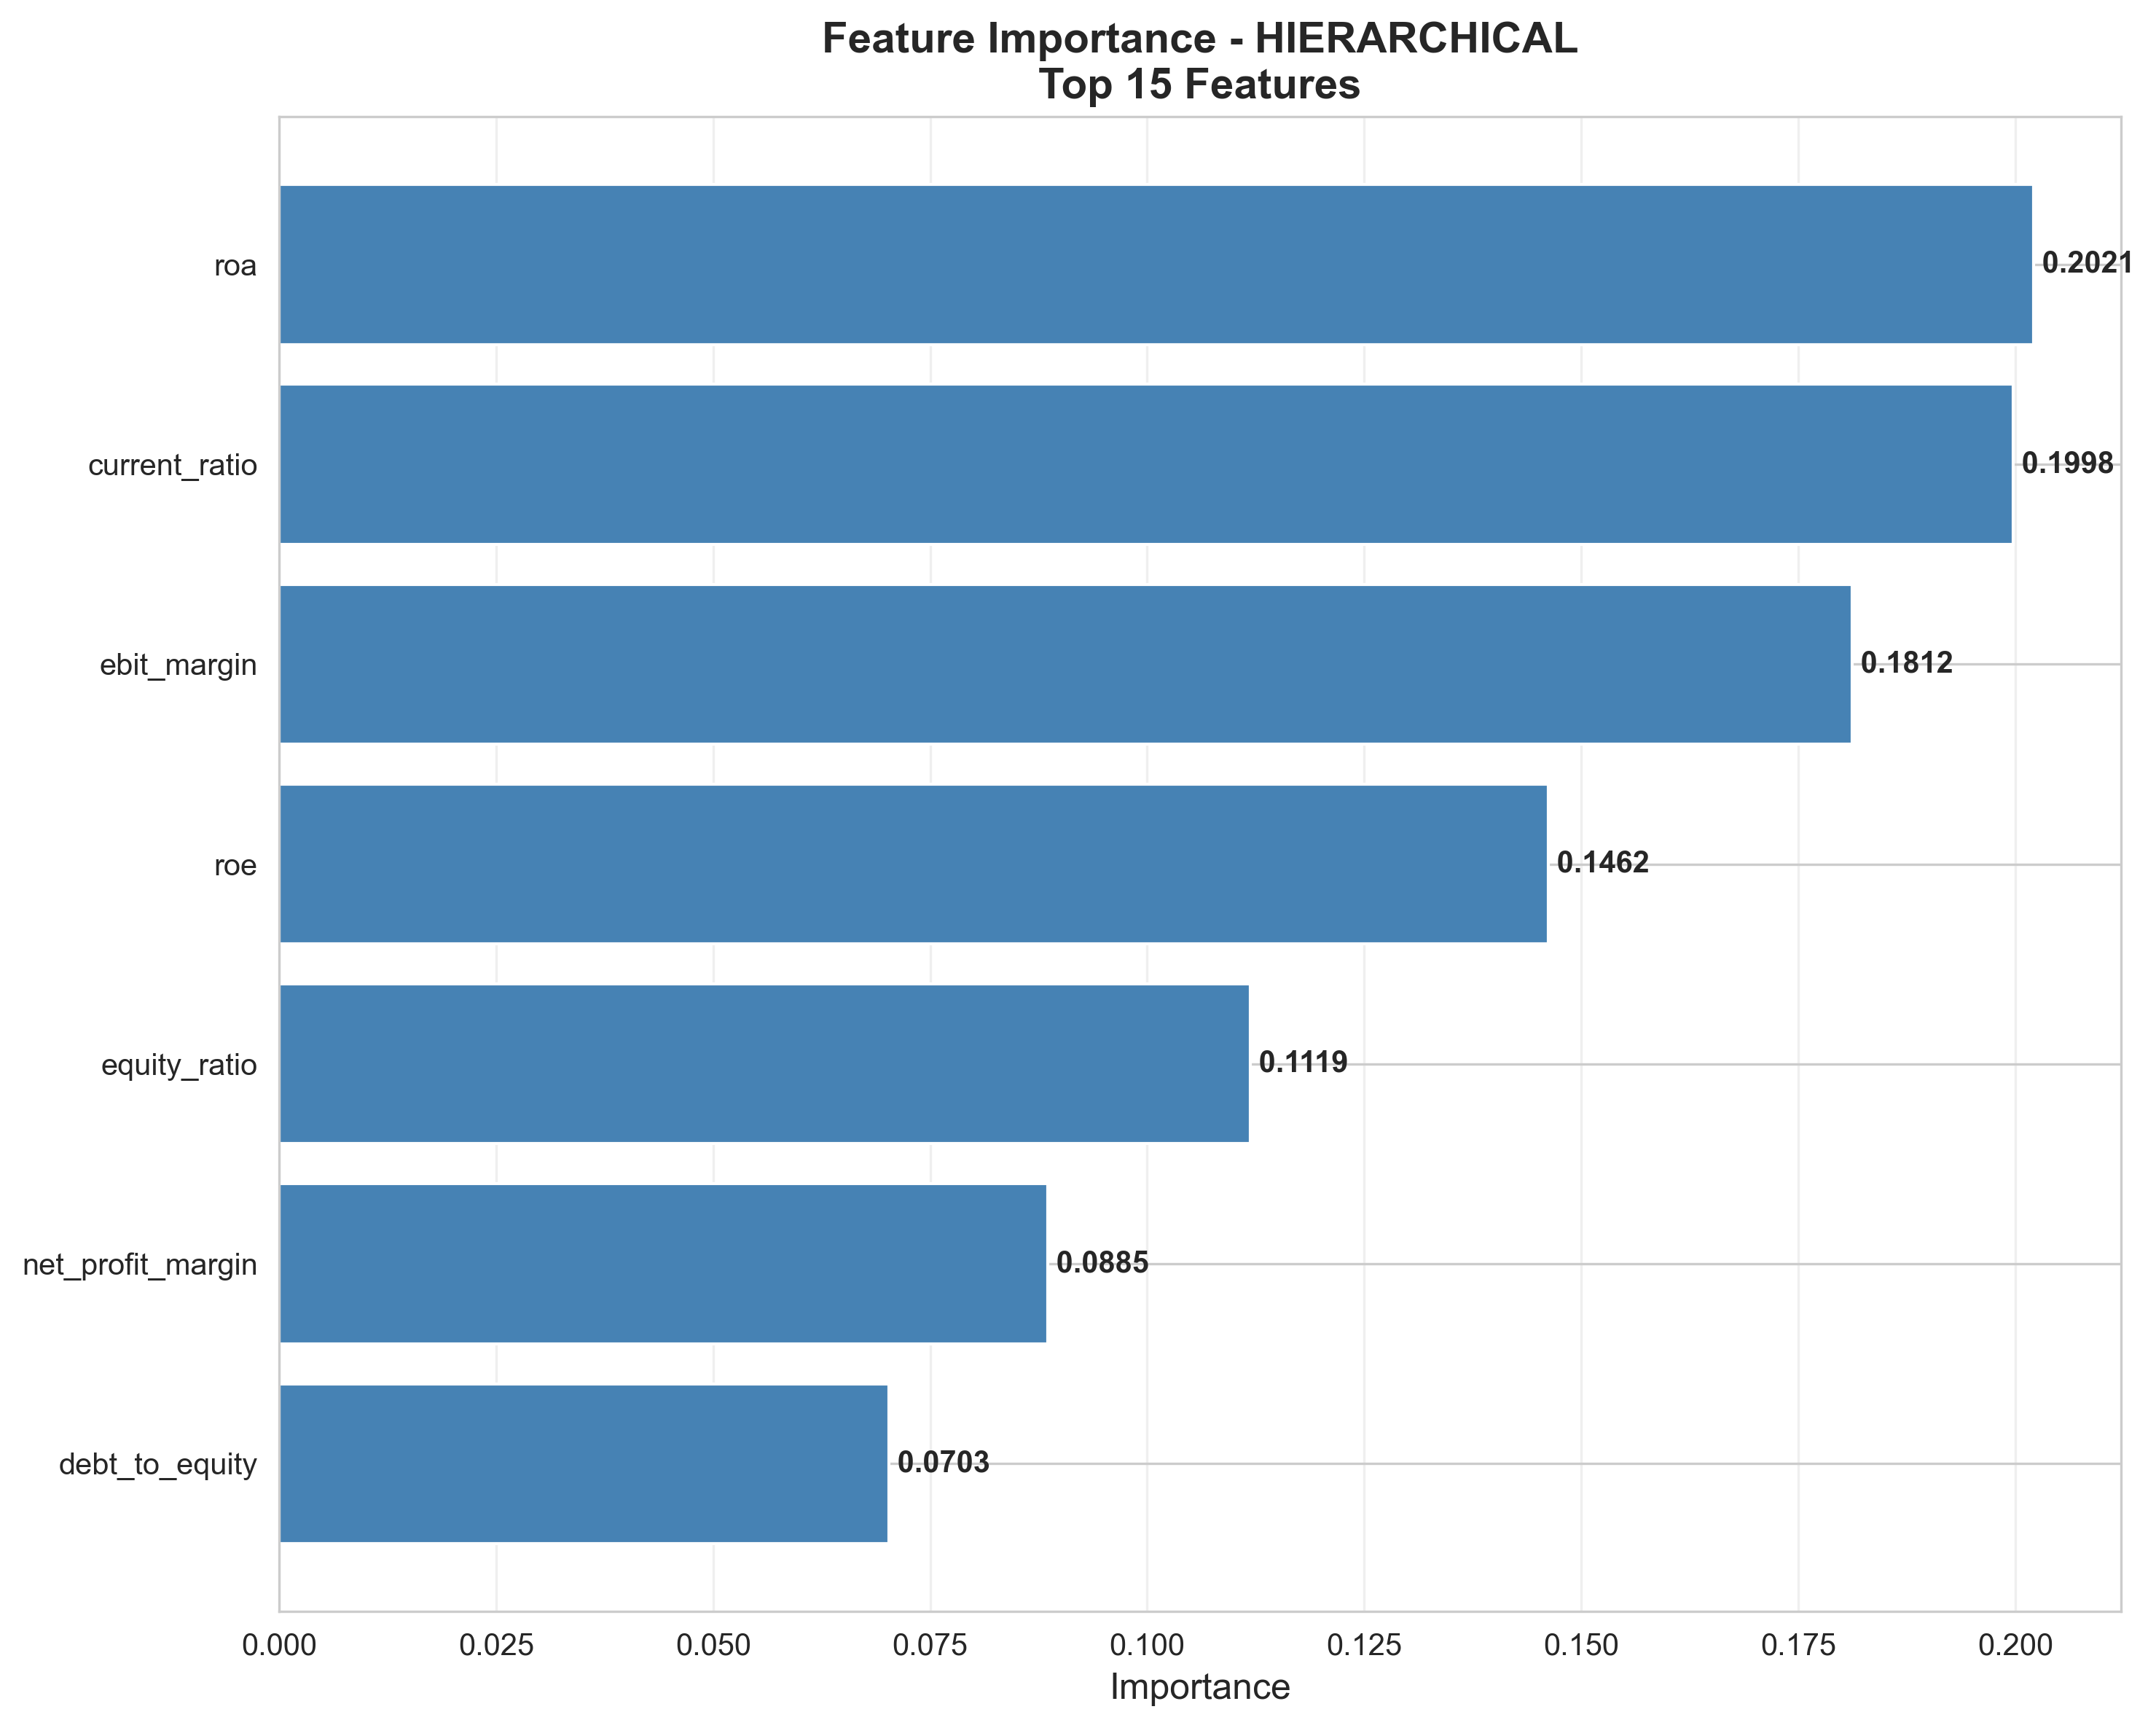 Feature Importance - HIERARCHICAL
Top 15 Features
roa
0.2021
current_ratio
0.1998
ebit_margin
0.1812
roe
0.1462
equity_ratio
0.1119
net_profit_margin
0.0885
debt_to_equity
0.0703
0.000 0.025 0.050 0.075 0.100 0.125 0.150 0.175 0.200
Importance